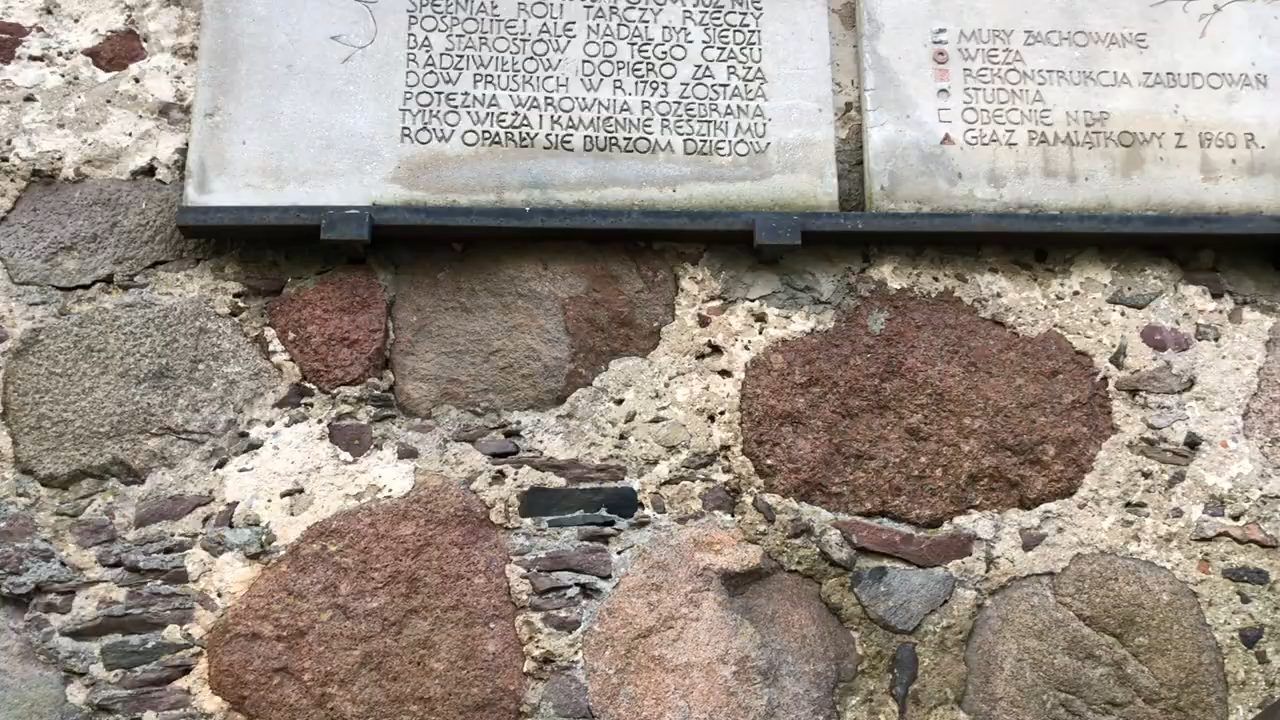 SPEŁNIAŁ ROLI TARCZY RZECZY
POSPOLITEJ, ALE NADAL BYŁ SIEDZI
BĄ STAROSTÓW OD TEGO CZASU
RADZIWIŁŁÓW. DOPIERO ZA RZĄ
DÓW PRUSKICH W R.1793 ZOSTAŁA
POTĘŻNA WAROWNIA ROZEBRANA.
TYLKO WIEŻA I KAMIENNE RESZTKI MU
RÓW OPARŁY SIĘ BURZOM DZIEJÓW
MURY ZACHOWANE
WIEŻA
REKONSTRUKCJA ZABUDOWAŃ
STUDNIA
OBECNIE NBP
GŁAZ PAMIĄTKOWY Z 1960 R.